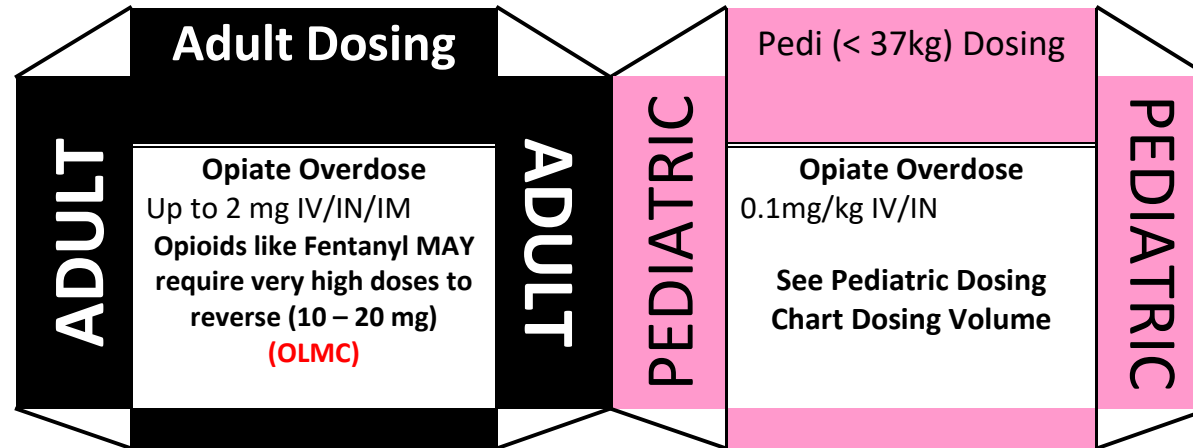 Adult Dosing
ADULT
Opiate Overdose
Up to 2 mg IV/IN/IM
Opioids like Fentanyl MAY
require very high doses to
reverse (10 – 20 mg)
(OLMC)
ADULT
Pedi (< 37kg) Dosing
PEDIATRIC
Opiate Overdose
0.1mg/kg IV/IN
See Pediatric Dosing
Chart Dosing Volume
PEDIATRIC